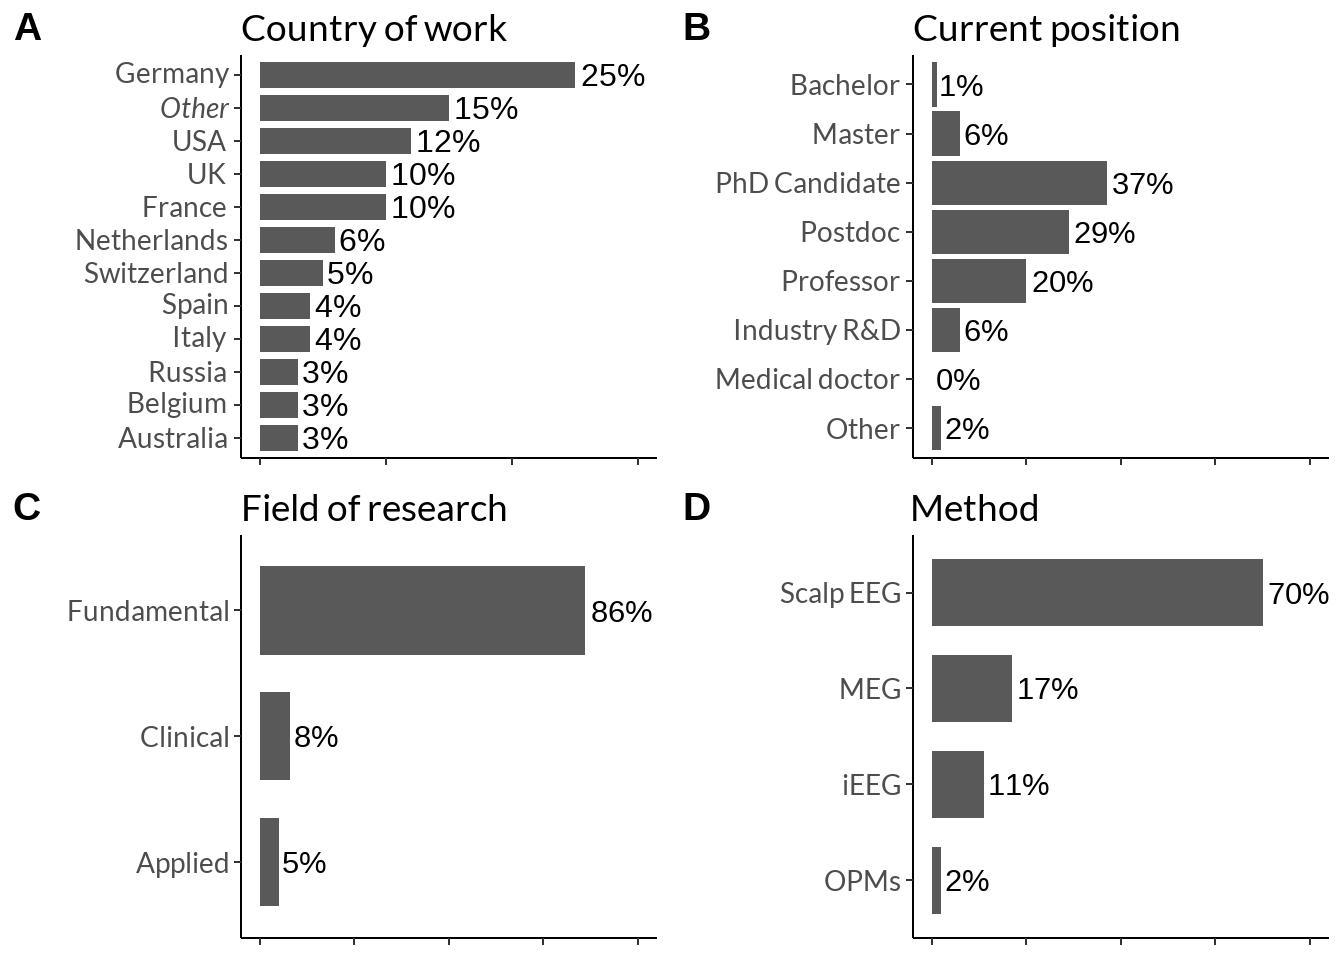 A Country of work
Germany 25%
Other 15%
USA 12%
UK 10%
France 10%
Netherlands 6%
Switzerland 5%
Spain 4%
Italy 4%
Russia 3%
Belgium 3%
Australia 3%
B Current position
Bachelor 1%
Master 6%
PhD Candidate 37%
Postdoc 29%
Professor 20%
Industry R&D 6%
Medical doctor 0%
Other 2%
C Field of research
Fundamental 86%
Clinical 8%
Applied 5%
D Method
Scalp EEG 70%
MEG 17%
iEEG 11%
OPMs 2%